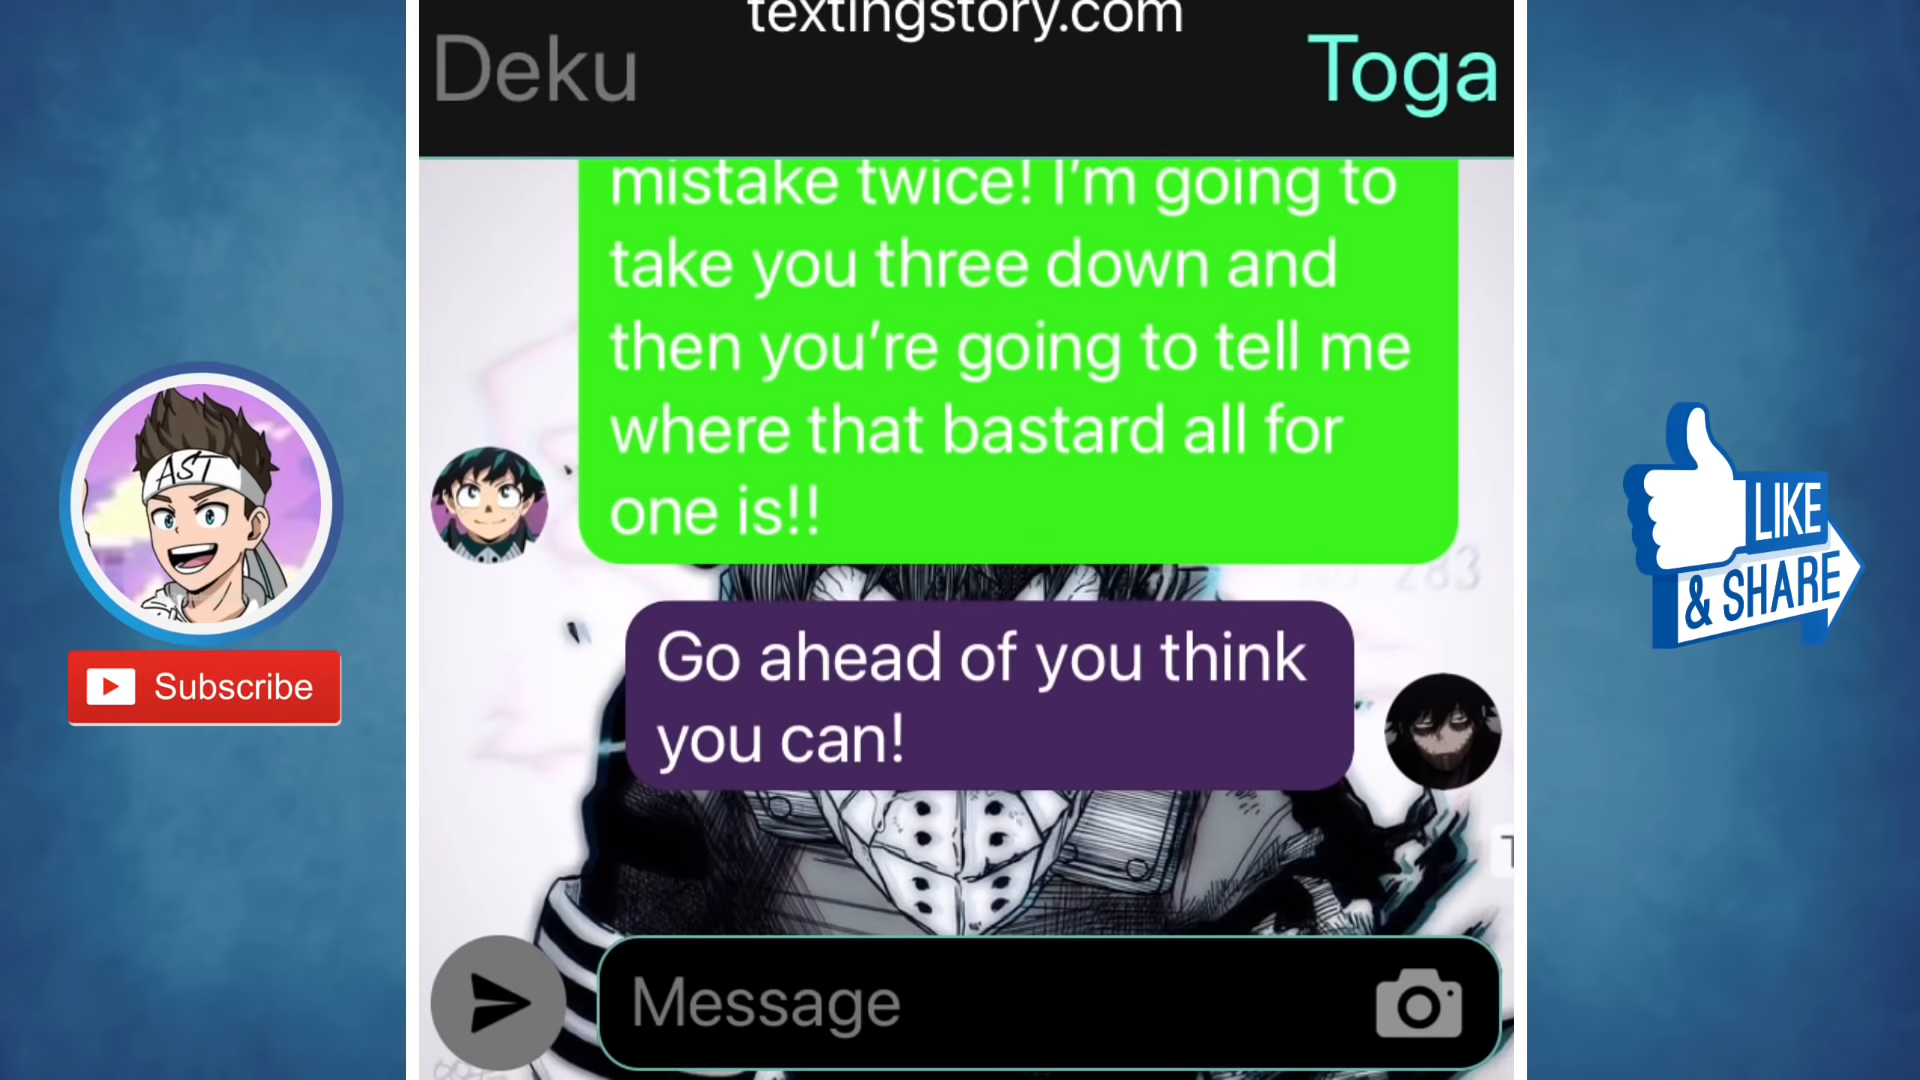 textingstory.com
Deku
Toga
mistake twice! I’m going to
take you three down and
then you’re going to tell me
where that bastard all for
one is!!
283
Go ahead of you think
you can!
Message
AST
Subscribe
LIKE
& SHARE